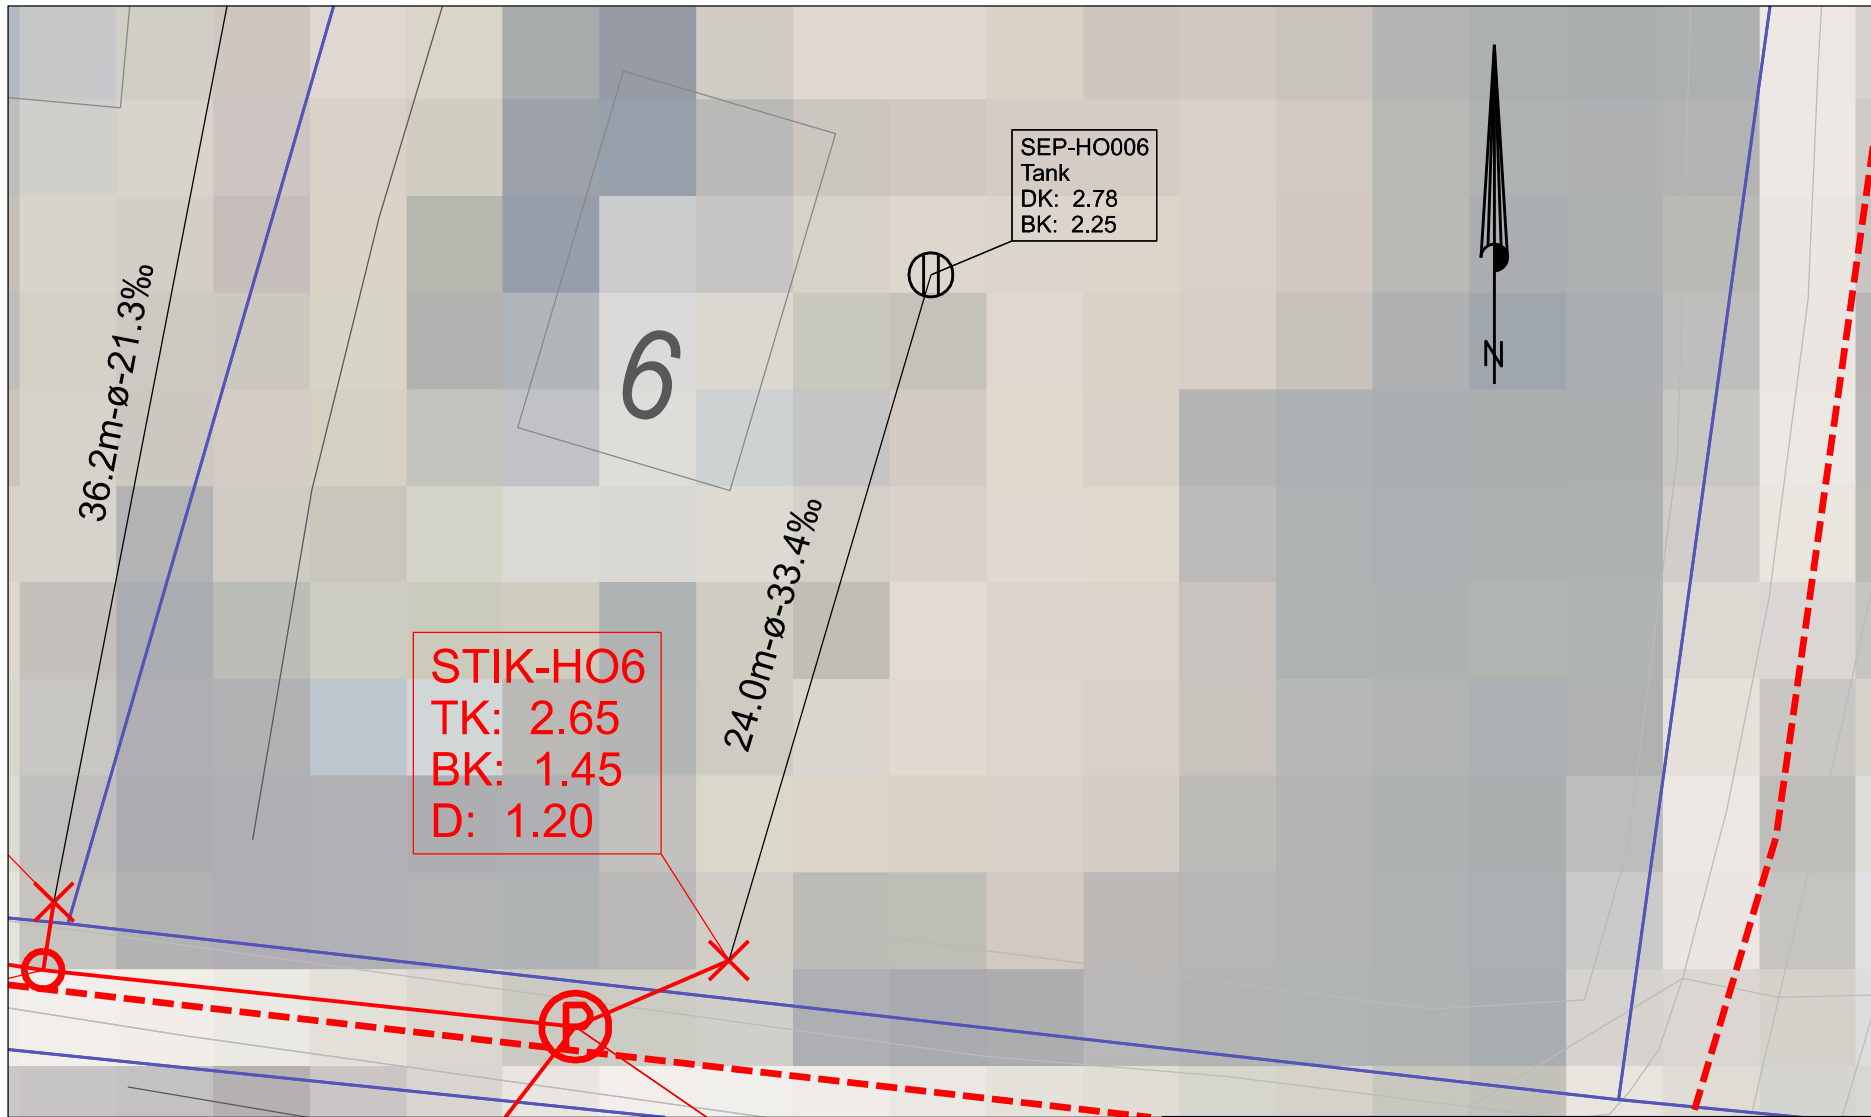 SEP-HO006
Tank
DK: 2.78
BK: 2.25
36.2m-ø-21.3‰
6
N
24.0m-ø-33.4‰
STIK-HO6
TK: 2.65
BK: 1.45
D: 1.20
P